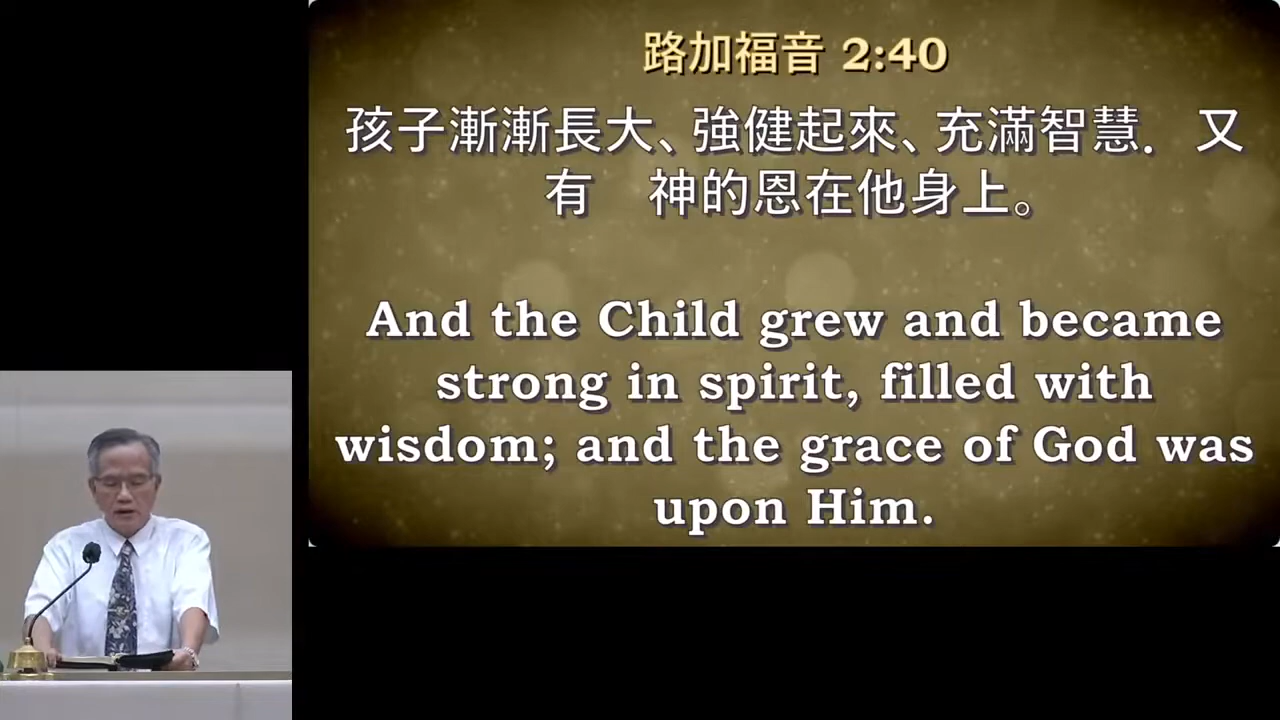 路加福音 2:40
孩子漸漸長大、強健起來、充滿智慧． 又
有　神的恩在他身上。
And the Child grew and became
strong in spirit, filled with
wisdom; and the grace of God was
upon Him.